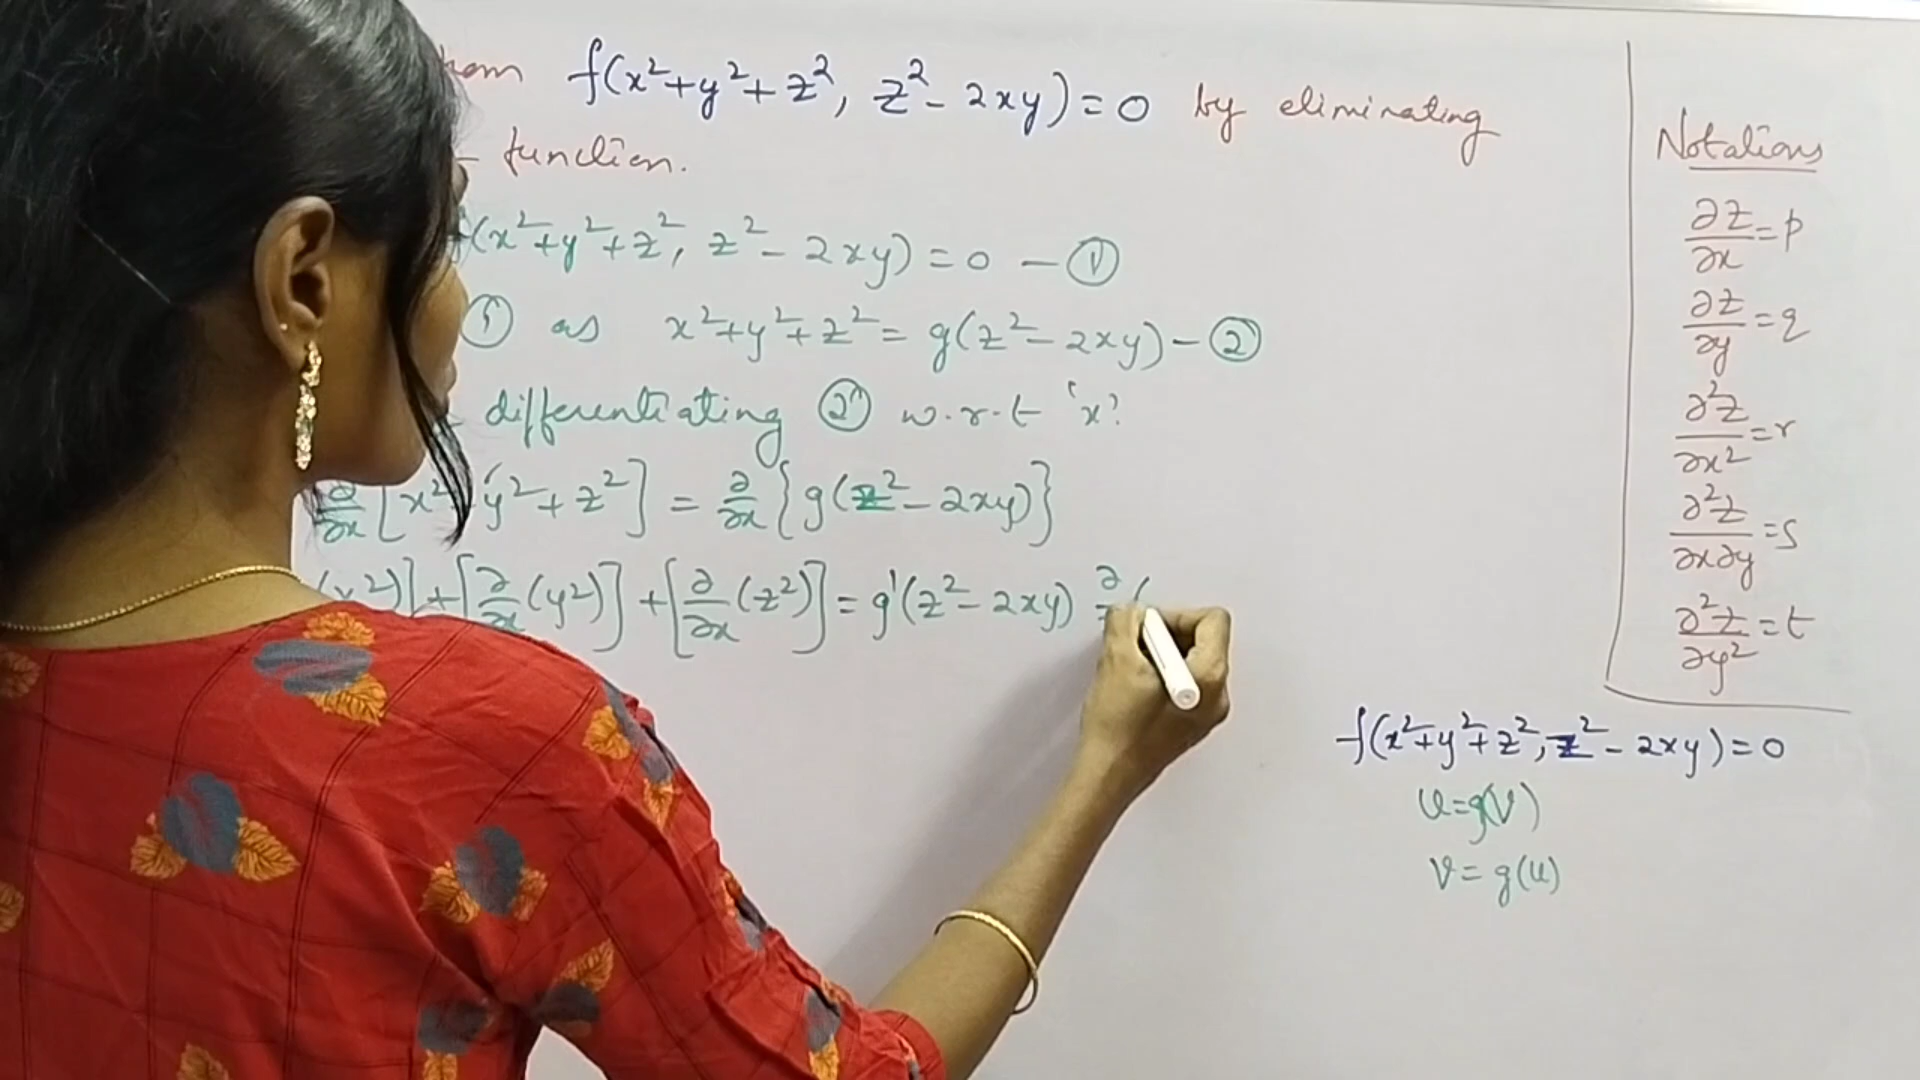 f(x²+y²+z², z²-2xy)=0 by eliminating
function.
(x²+y²+z², z²-2xy)=0 -①
① as x²+y²+z²= g(z²-2xy)-②
differentiating ② w.r.t 'x'
∂/∂x [x² y²+z²] = ∂/∂x {g(z²-2xy)}
(x²)]+[∂/∂x(y²)]+[∂/∂x(z²)]=g'(z²-2xy) ∂ (
Notations
∂z/∂x=p
∂z/∂y=q
∂²z/∂x²=r
∂²z/∂x∂y=s
∂²z/∂y²=t
f(x²+y²+z², z²-2xy)=0
u=g(v)
v=g(u)